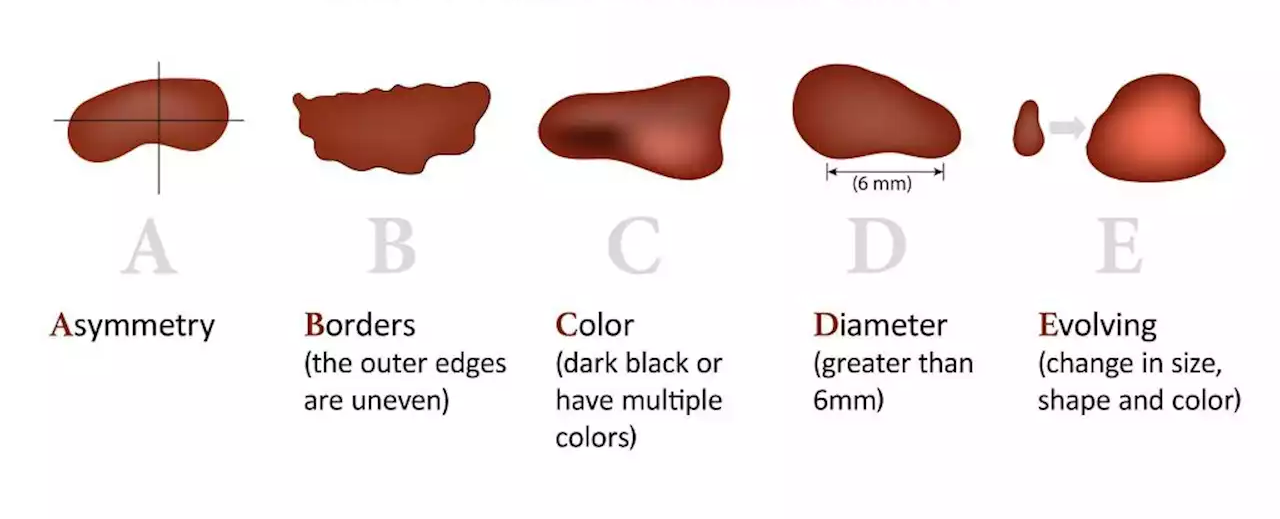 (6 mm)
A B C D E
Asymmetry
Borders
(the outer edges
are uneven)
Color
(dark black or
have multiple
colors)
Diameter
(greater than
6mm)
Evolving
(change in size,
shape and color)